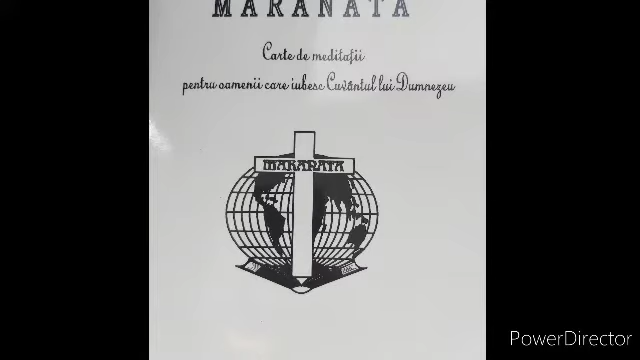 MARANATA
Carte de meditaţii
pentru oamenii care iubesc Cuvântul lui Dumnezeu
MARANATA
PowerDirector